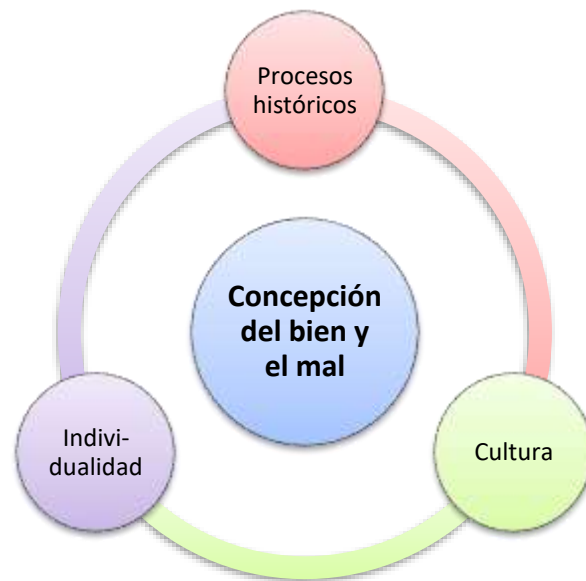 Procesos
históricos
Concepción
del bien y
el mal
Indivi-
dualidad
Cultura